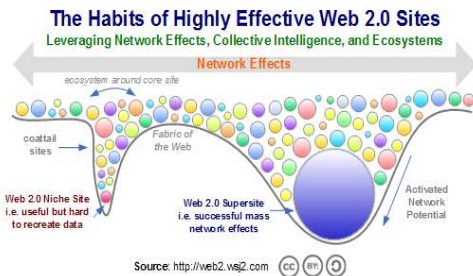 The Habits of Highly Effective Web 2.0 Sites
Leveraging Network Effects, Collective Intelligence, and Ecosystems
Network Effects
ecosystem around core site
coattail
sites
Fabric of
the Web
Web 2.0 Niche Site
i.e. useful but hard
to recreate data
Web 2.0 Supersite
i.e. successful mass
network effects
Activated
Network
Potential
Source: http://web2.wsj2.com
CC BY: